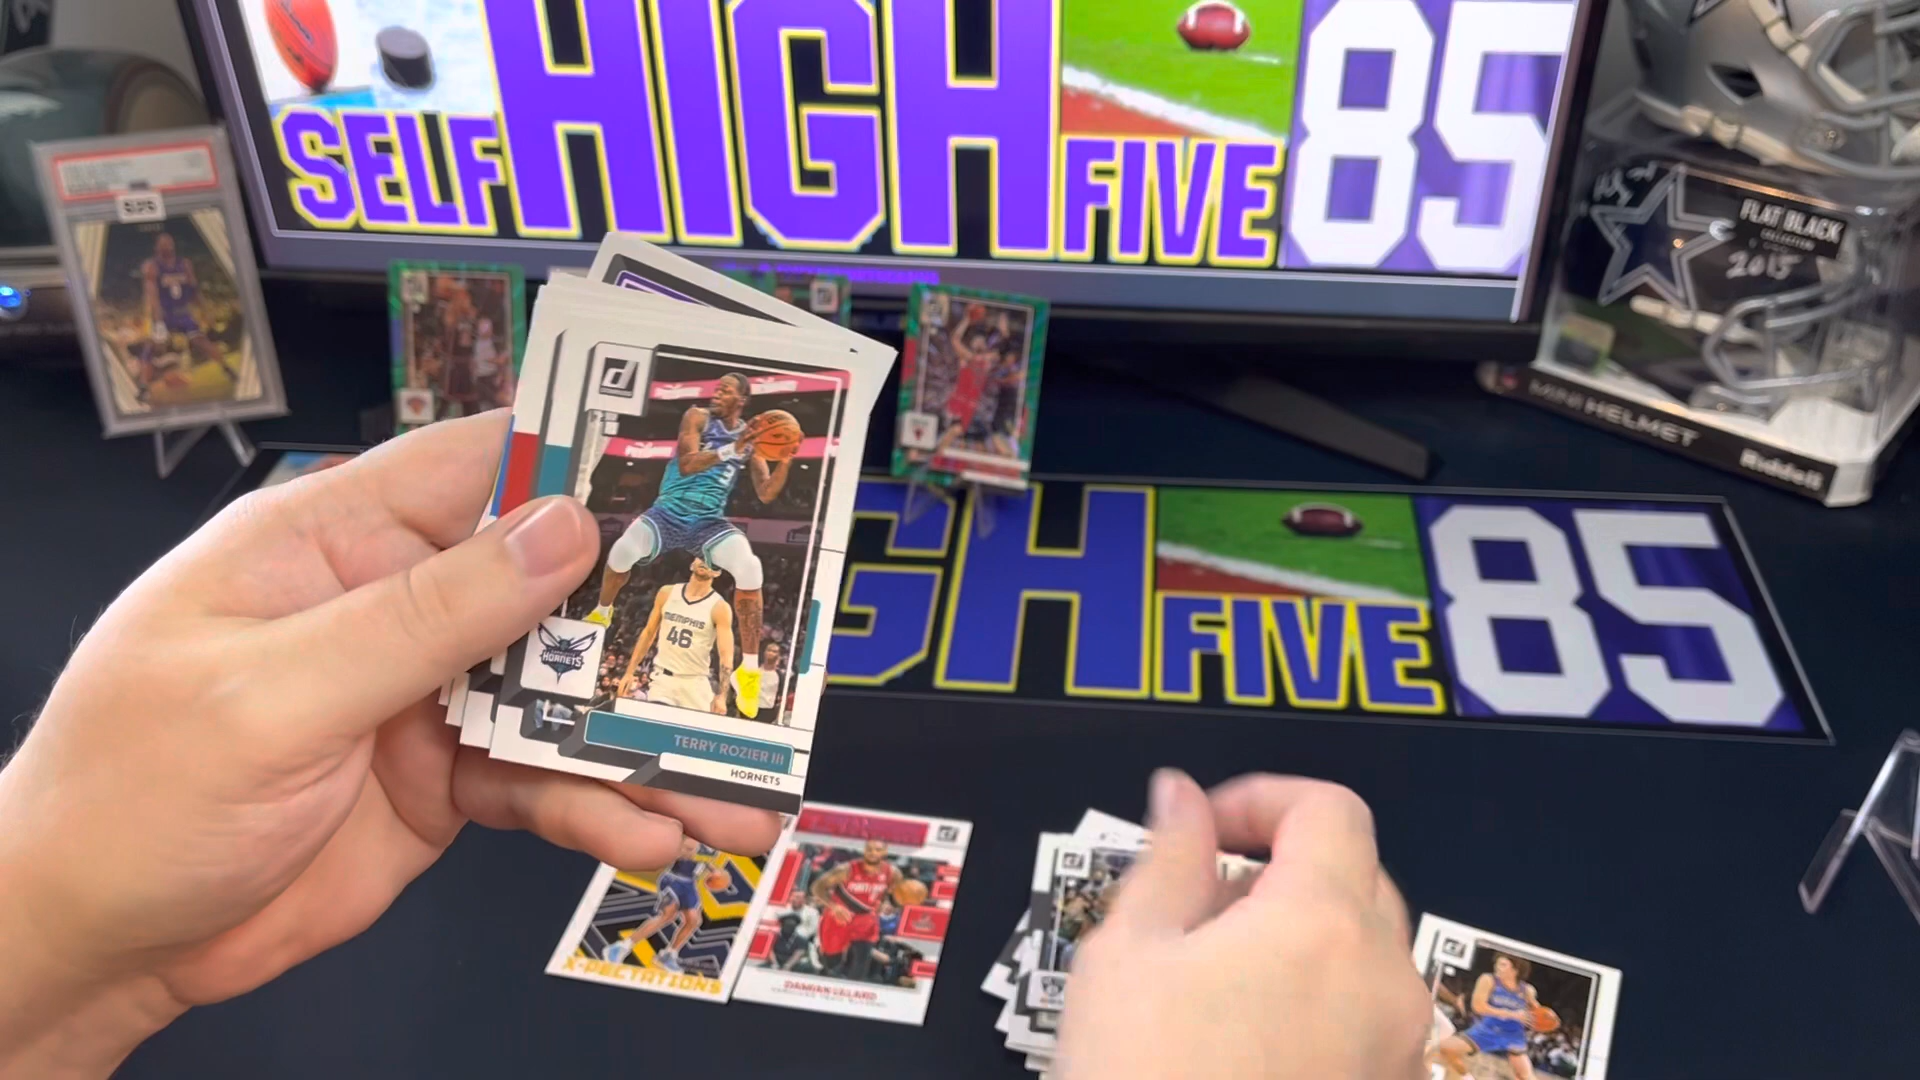 SELF HIGH FIVE 85
FLAT BLACK
COLLECTION
2015
MINI HELMET
Riddell
d
MEMPHIS
46
HORNETS
TERRY ROZIER III
HORNETS
GH FIVE 85
X-PECTATIONS
DAMIAN LILLARD